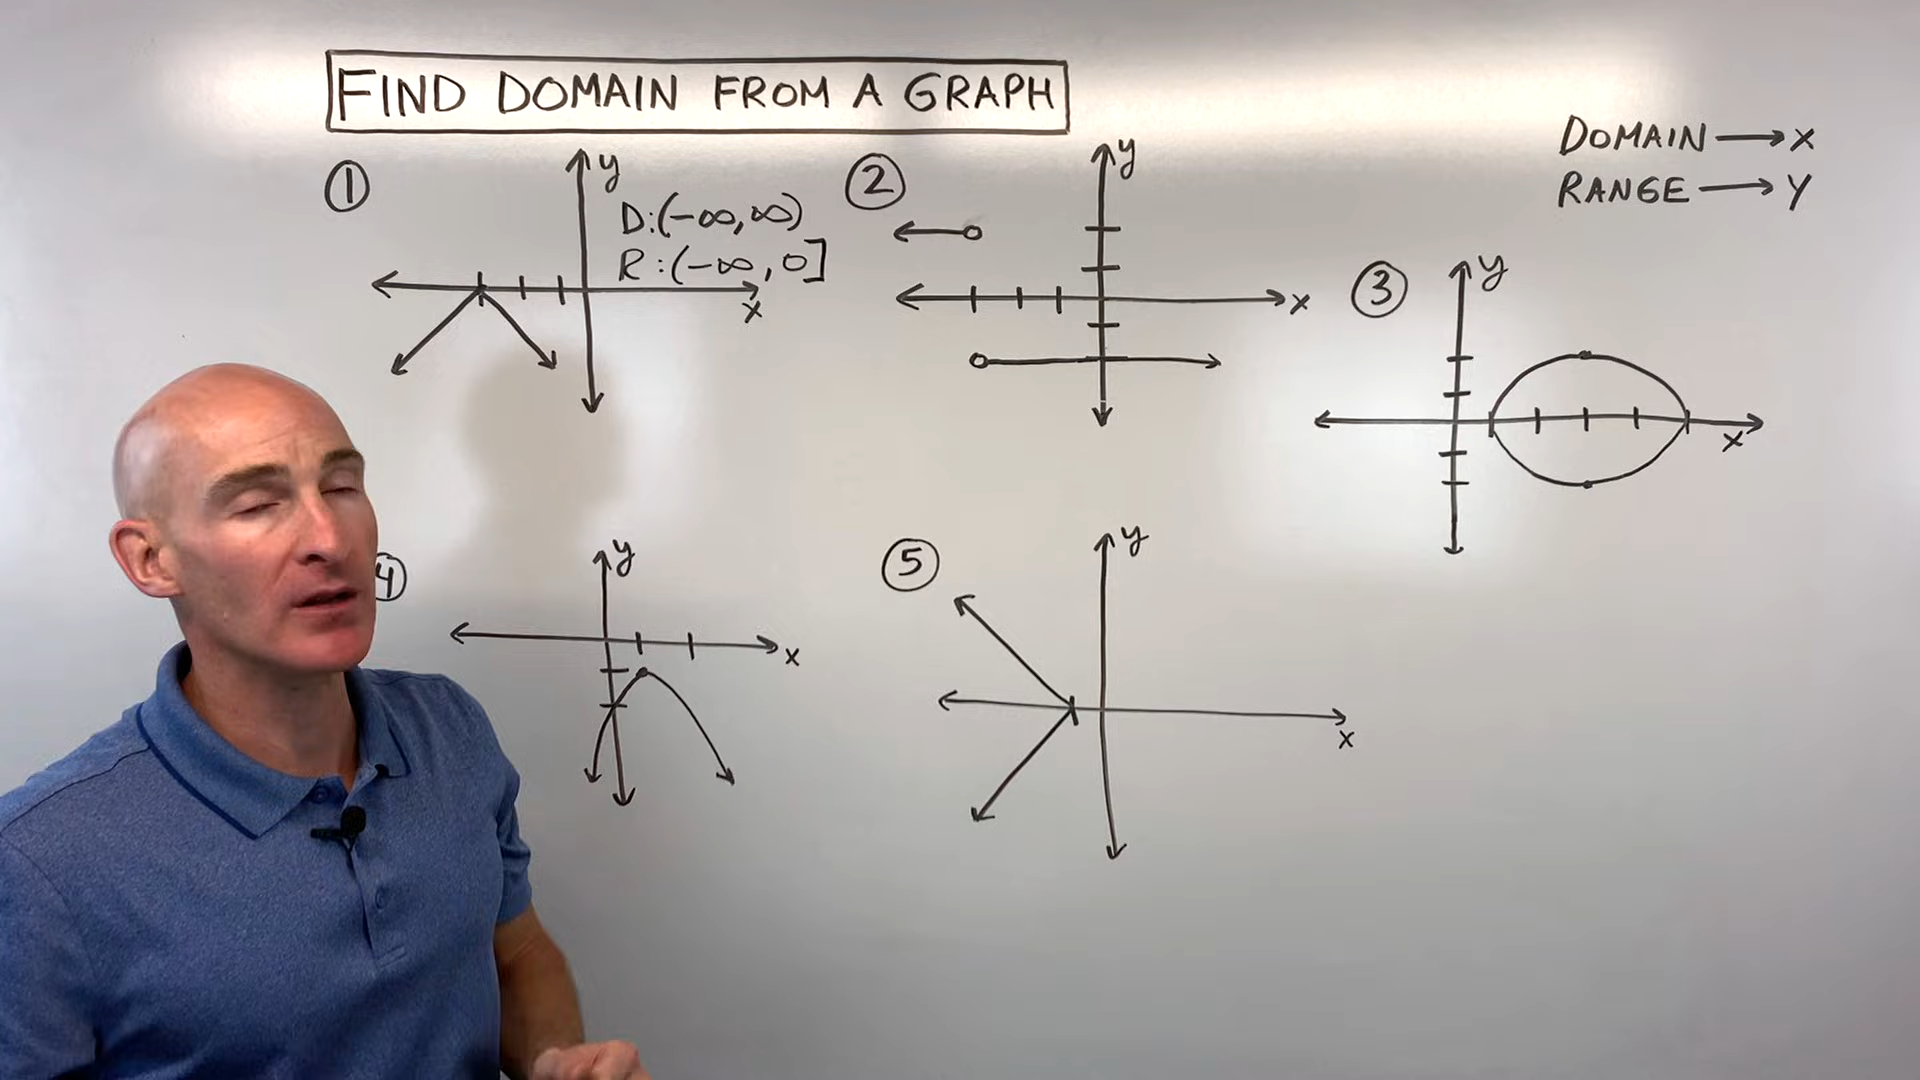 FIND DOMAIN FROM A GRAPH
DOMAIN → X
RANGE → Y
① y
D:(-∞,∞)
R:(-∞,0]
x
② y
x
③ y
x
④ y
x
⑤ y
x